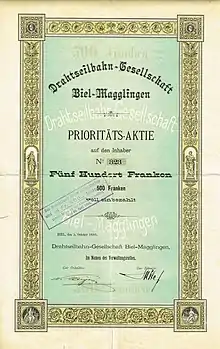 Drahtseilbahn-Gesellschaft
Biel-Magglingen
PRIORITÄTS-AKTIE
auf den Inhaber
Nº
Fünf Hundert Franken
500 Franken
voll einbezahlt
Drahtseilbahn-Gesellschaft Biel-Magglingen,
Im Namen des Verwaltungsrathes,